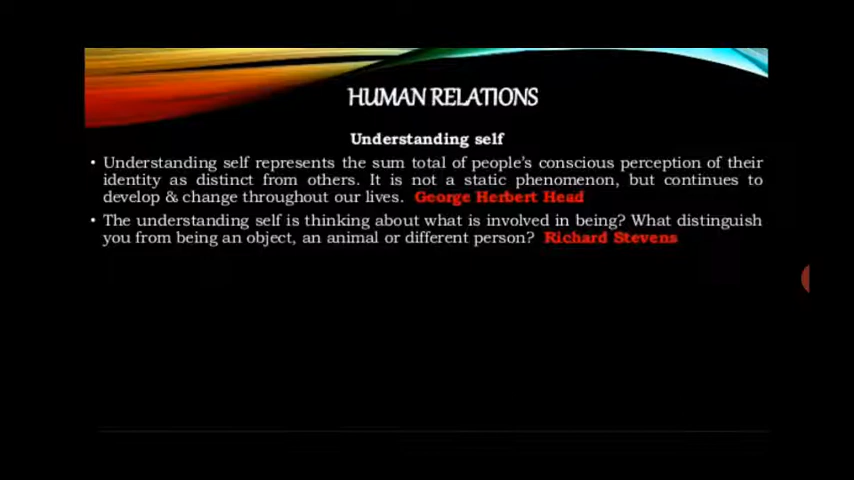 HUMAN RELATIONS
Understanding self
• Understanding self represents the sum total of people's conscious perception of their
identity as distinct from others. It is not a static phenomenon, but continues to
develop & change throughout our lives. George Herbert Head
• The understanding self is thinking about what is involved in being? What distinguish
you from being an object, an animal or different person? Richard Stevens